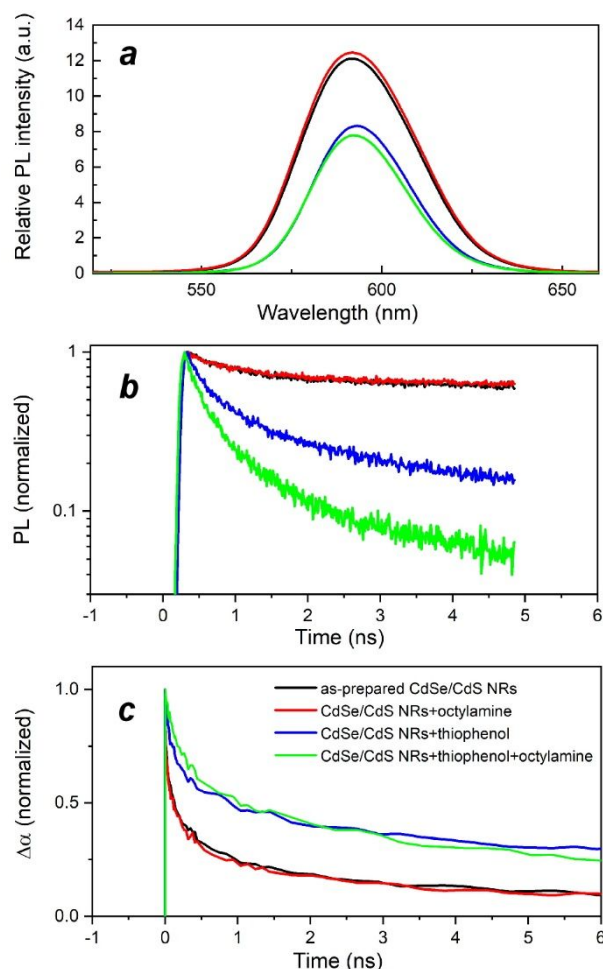 a
Relative PL intensity (a.u.)
14
12
10
8
6
4
2
0
550
600
650
Wavelength (nm)
b
PL (normalized)
1
0.1
-1
0
1
2
3
4
5
6
Time (ns)
c
Δα (normalized)
1.0
0.5
0.0
as-prepared CdSe/CdS NRs
CdSe/CdS NRs+octylamine
CdSe/CdS NRs+thiophenol
CdSe/CdS NRs+thiophenol+octylamine
-1
0
1
2
3
4
5
6
Time (ns)